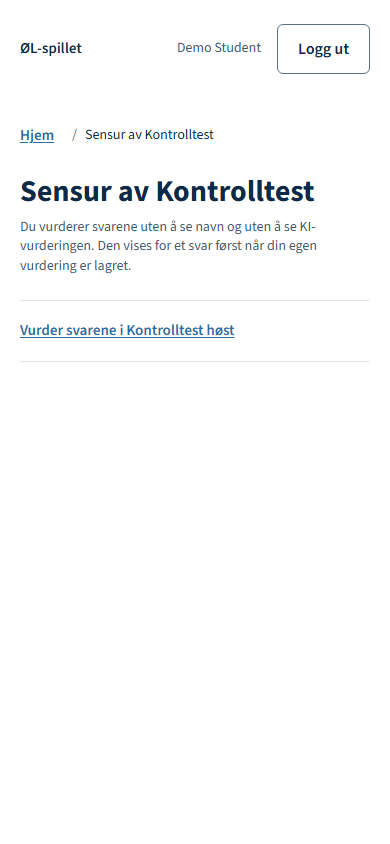 ØL-spillet
Demo Student
Logg ut
Hjem / Sensur av Kontrolltest
Sensur av Kontrolltest
Du vurderer svarene uten å se navn og uten å se KI-
vurderingen. Den vises for et svar først når din egen
vurdering er lagret.
Vurder svarene i Kontrolltest høst